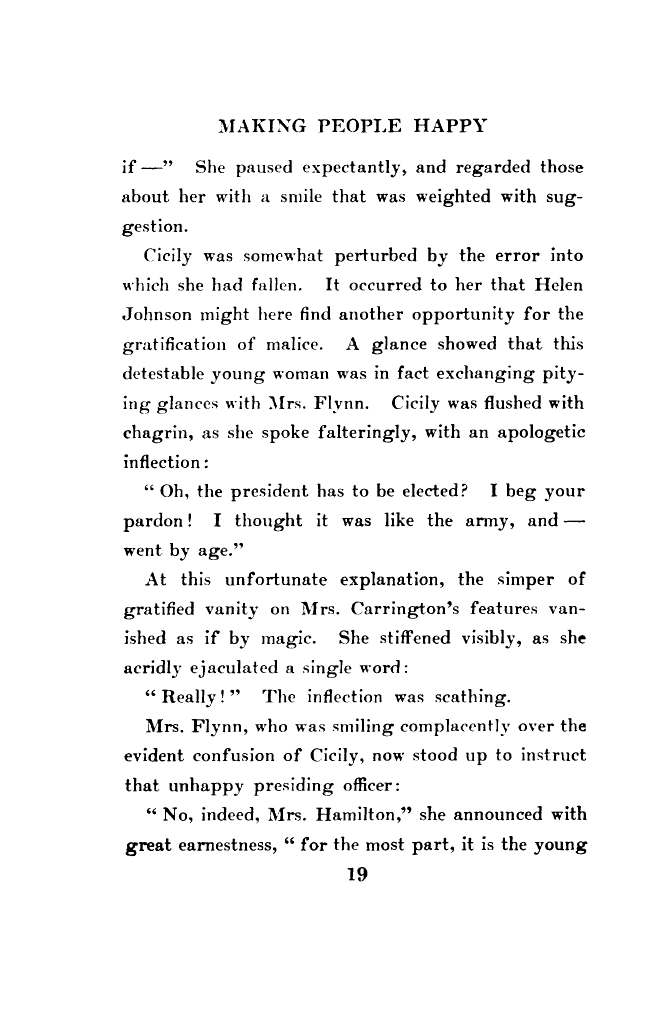 MAKING PEOPLE HAPPY
if —” She paused expectantly, and regarded those
about her with a smile that was weighted with sug-
gestion.
Cicily was somewhat perturbed by the error into
which she had fallen. It occurred to her that Helen
Johnson might here find another opportunity for the
gratification of malice. A glance showed that this
detestable young woman was in fact exchanging pity-
ing glances with Mrs. Flynn. Cicily was flushed with
chagrin, as she spoke falteringly, with an apologetic
inflection:
“ Oh, the president has to be elected? I beg your
pardon! I thought it was like the army, and —
went by age.”
At this unfortunate explanation, the simper of
gratified vanity on Mrs. Carrington’s features van-
ished as if by magic. She stiffened visibly, as she
acridly ejaculated a single word:
“ Really! ” The inflection was scathing.
Mrs. Flynn, who was smiling complacently over the
evident confusion of Cicily, now stood up to instruct
that unhappy presiding officer:
“ No, indeed, Mrs. Hamilton,” she announced with
great earnestness, “ for the most part, it is the young
19